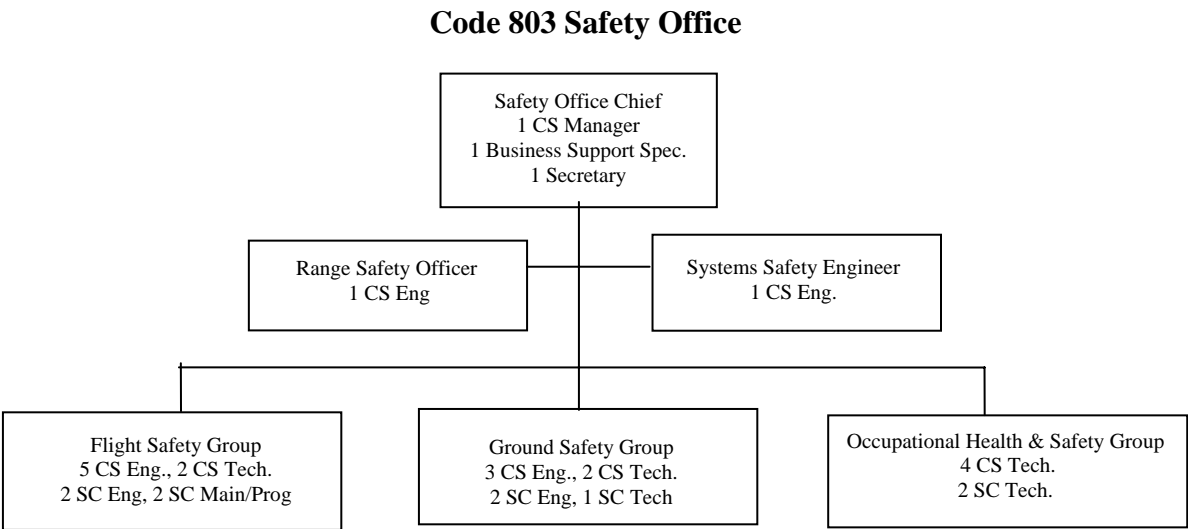 Code 803 Safety Office
Safety Office Chief
1 CS Manager
1 Business Support Spec.
1 Secretary
Range Safety Officer
1 CS Eng
Systems Safety Engineer
1 CS Eng.
Flight Safety Group
5 CS Eng., 2 CS Tech.
2 SC Eng, 2 SC Main/Prog
Ground Safety Group
3 CS Eng., 2 CS Tech.
2 SC Eng, 1 SC Tech
Occupational Health & Safety Group
4 CS Tech.
2 SC Tech.